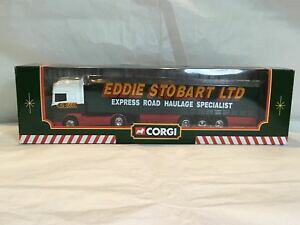 EDDIE STOBART LTD
EXPRESS ROAD HAULAGE SPECIALIST
CORGI